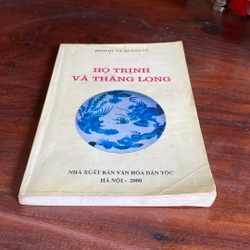 HỌ TRỊNH
VÀ THĂNG LONG
NHÀ XUẤT BẢN VĂN HÓA DÂN TỘC
HÀ NỘI - 2000